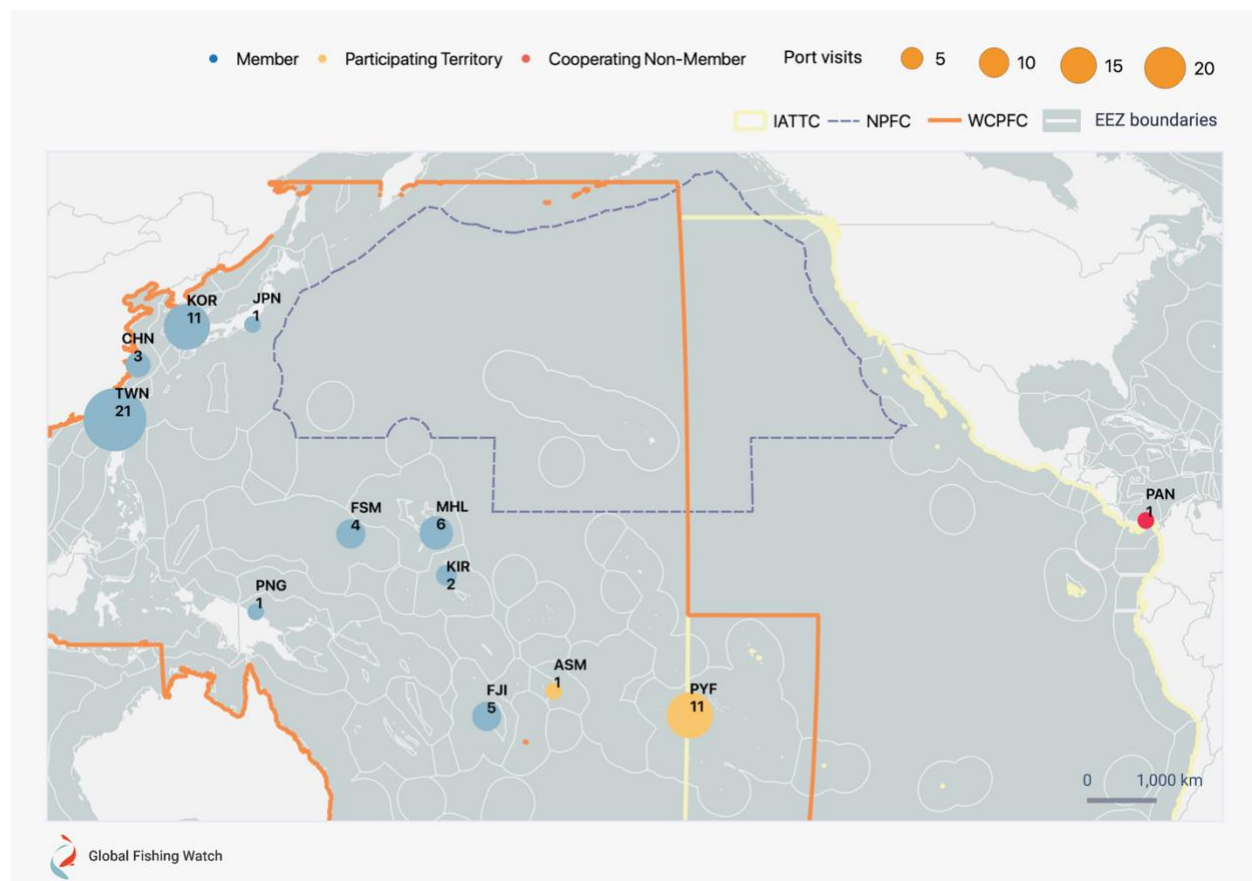 Member Participating Territory Cooperating Non-Member Port visits 5 10 15 20
IATTC NPFC WCPFC EEZ boundaries
KOR
11
JPN
1
CHN
3
TWN
21
FSM
4
MHL
6
KIR
2
PNG
1
PAN
1
ASM
1
FJI
5
PYF
11
0 1,000 km
Global Fishing Watch